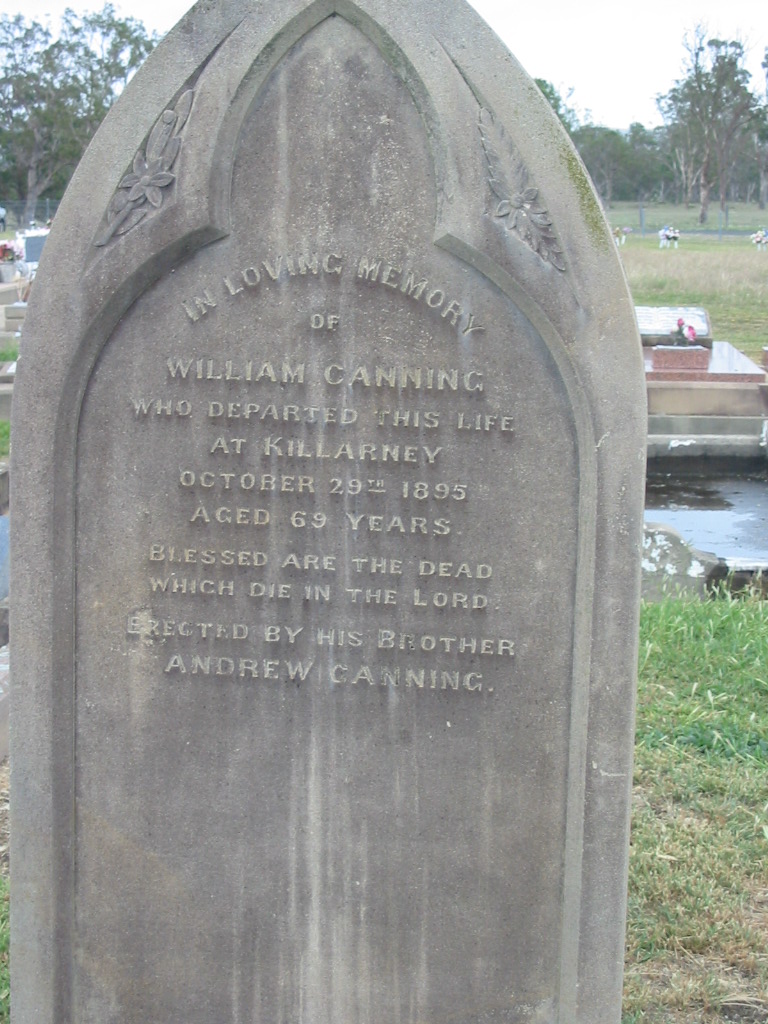 IN LOVING MEMORY
OF
WILLIAM CANNING
WHO DEPARTED THIS LIFE
AT KILLARNEY
OCTOBER 29TH 1895
AGED 69 YEARS.
BLESSED ARE THE DEAD
WHICH DIE IN THE LORD.
ERECTED BY HIS BROTHER
ANDREW CANNING.